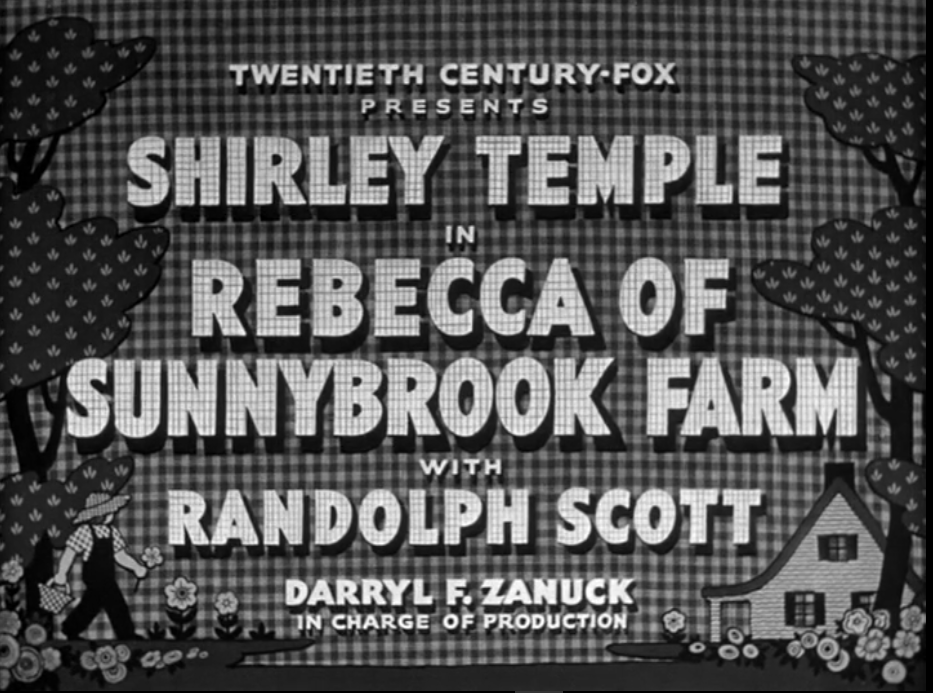 TWENTIETH CENTURY-FOX
PRESENTS
SHIRLEY TEMPLE
IN
REBECCA OF
SUNNYBROOK FARM
WITH
RANDOLPH SCOTT
DARRYL F. ZANUCK
IN CHARGE OF PRODUCTION